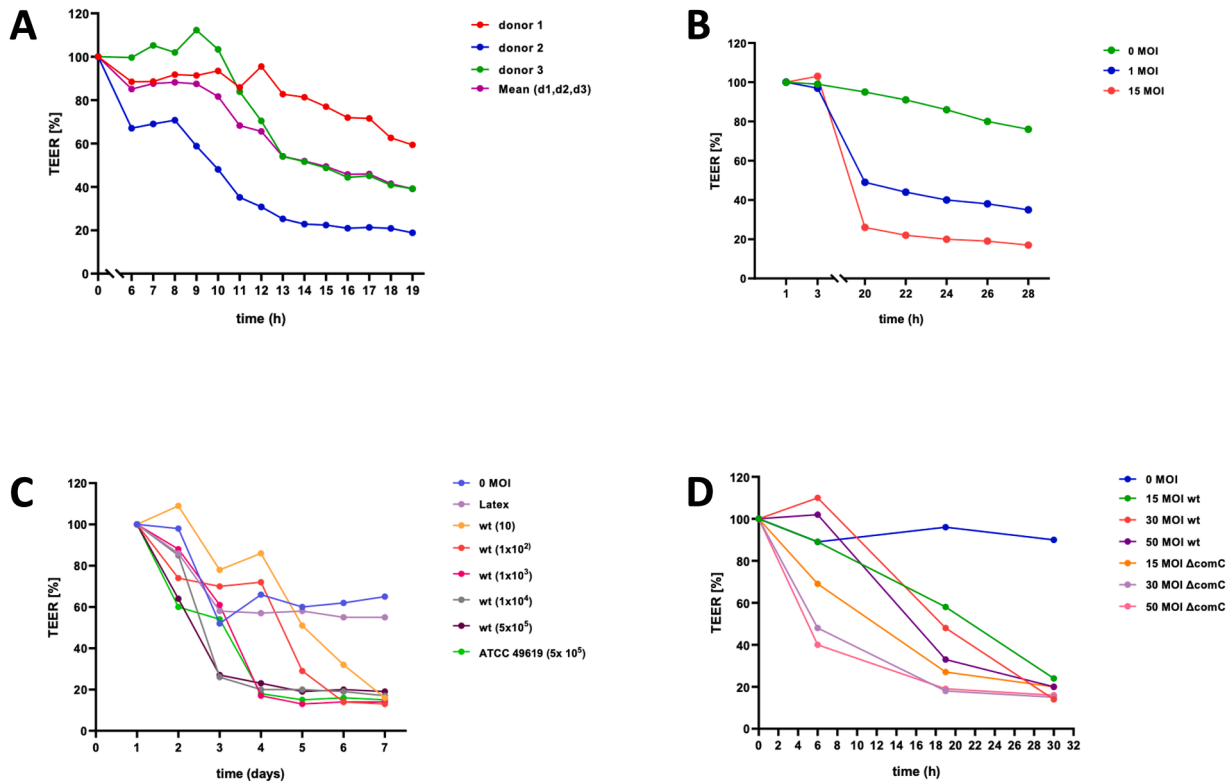 A
TEER [%]
120
100
80
60
40
20
0
0 6 7 8 9 10 11 12 13 14 15 16 17 18 19
time (h)
donor 1
donor 2
donor 3
Mean (d1,d2,d3)
B
TEER [%]
120
100
80
60
40
20
0
1 3 20 22 24 26 28
time (h)
0 MOI
1 MOI
15 MOI
C
TEER [%]
120
100
80
60
40
20
0
0 1 2 3 4 5 6 7
time (days)
0 MOI
Latex
wt (10)
wt (1x10²⁾
wt (1x10³)
wt (1x10⁴)
wt (5x10⁵)
ATCC 49619 (5x 10⁵)
D
TEER [%]
120
100
80
60
40
20
0
0 2 4 6 8 10 12 14 16 18 20 22 24 26 28 30 32
time (h)
0 MOI
15 MOI wt
30 MOI wt
50 MOI wt
15 MOI ΔcomC
30 MOI ΔcomC
50 MOI ΔcomC